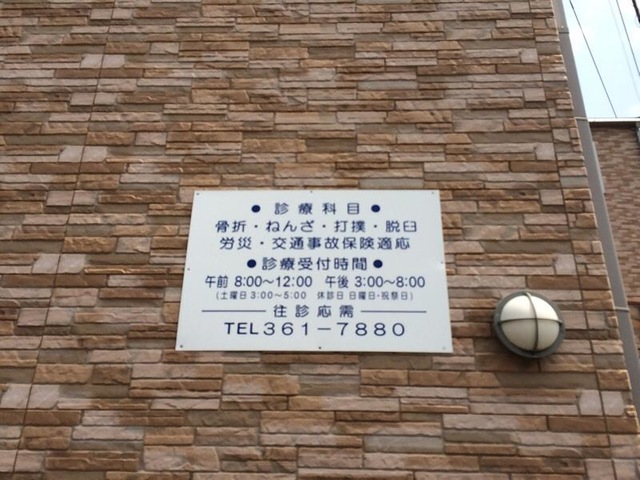 ● 診療科目 ●
骨折・ねんざ・打撲・脱臼
労災・交通事故保険適応
●診療受付時間●
午前 8:00〜12:00 午後 3:00〜8:00
(土曜日3:00〜5:00 休診日 日曜日・祝祭日)
往診応需
TEL361-7880